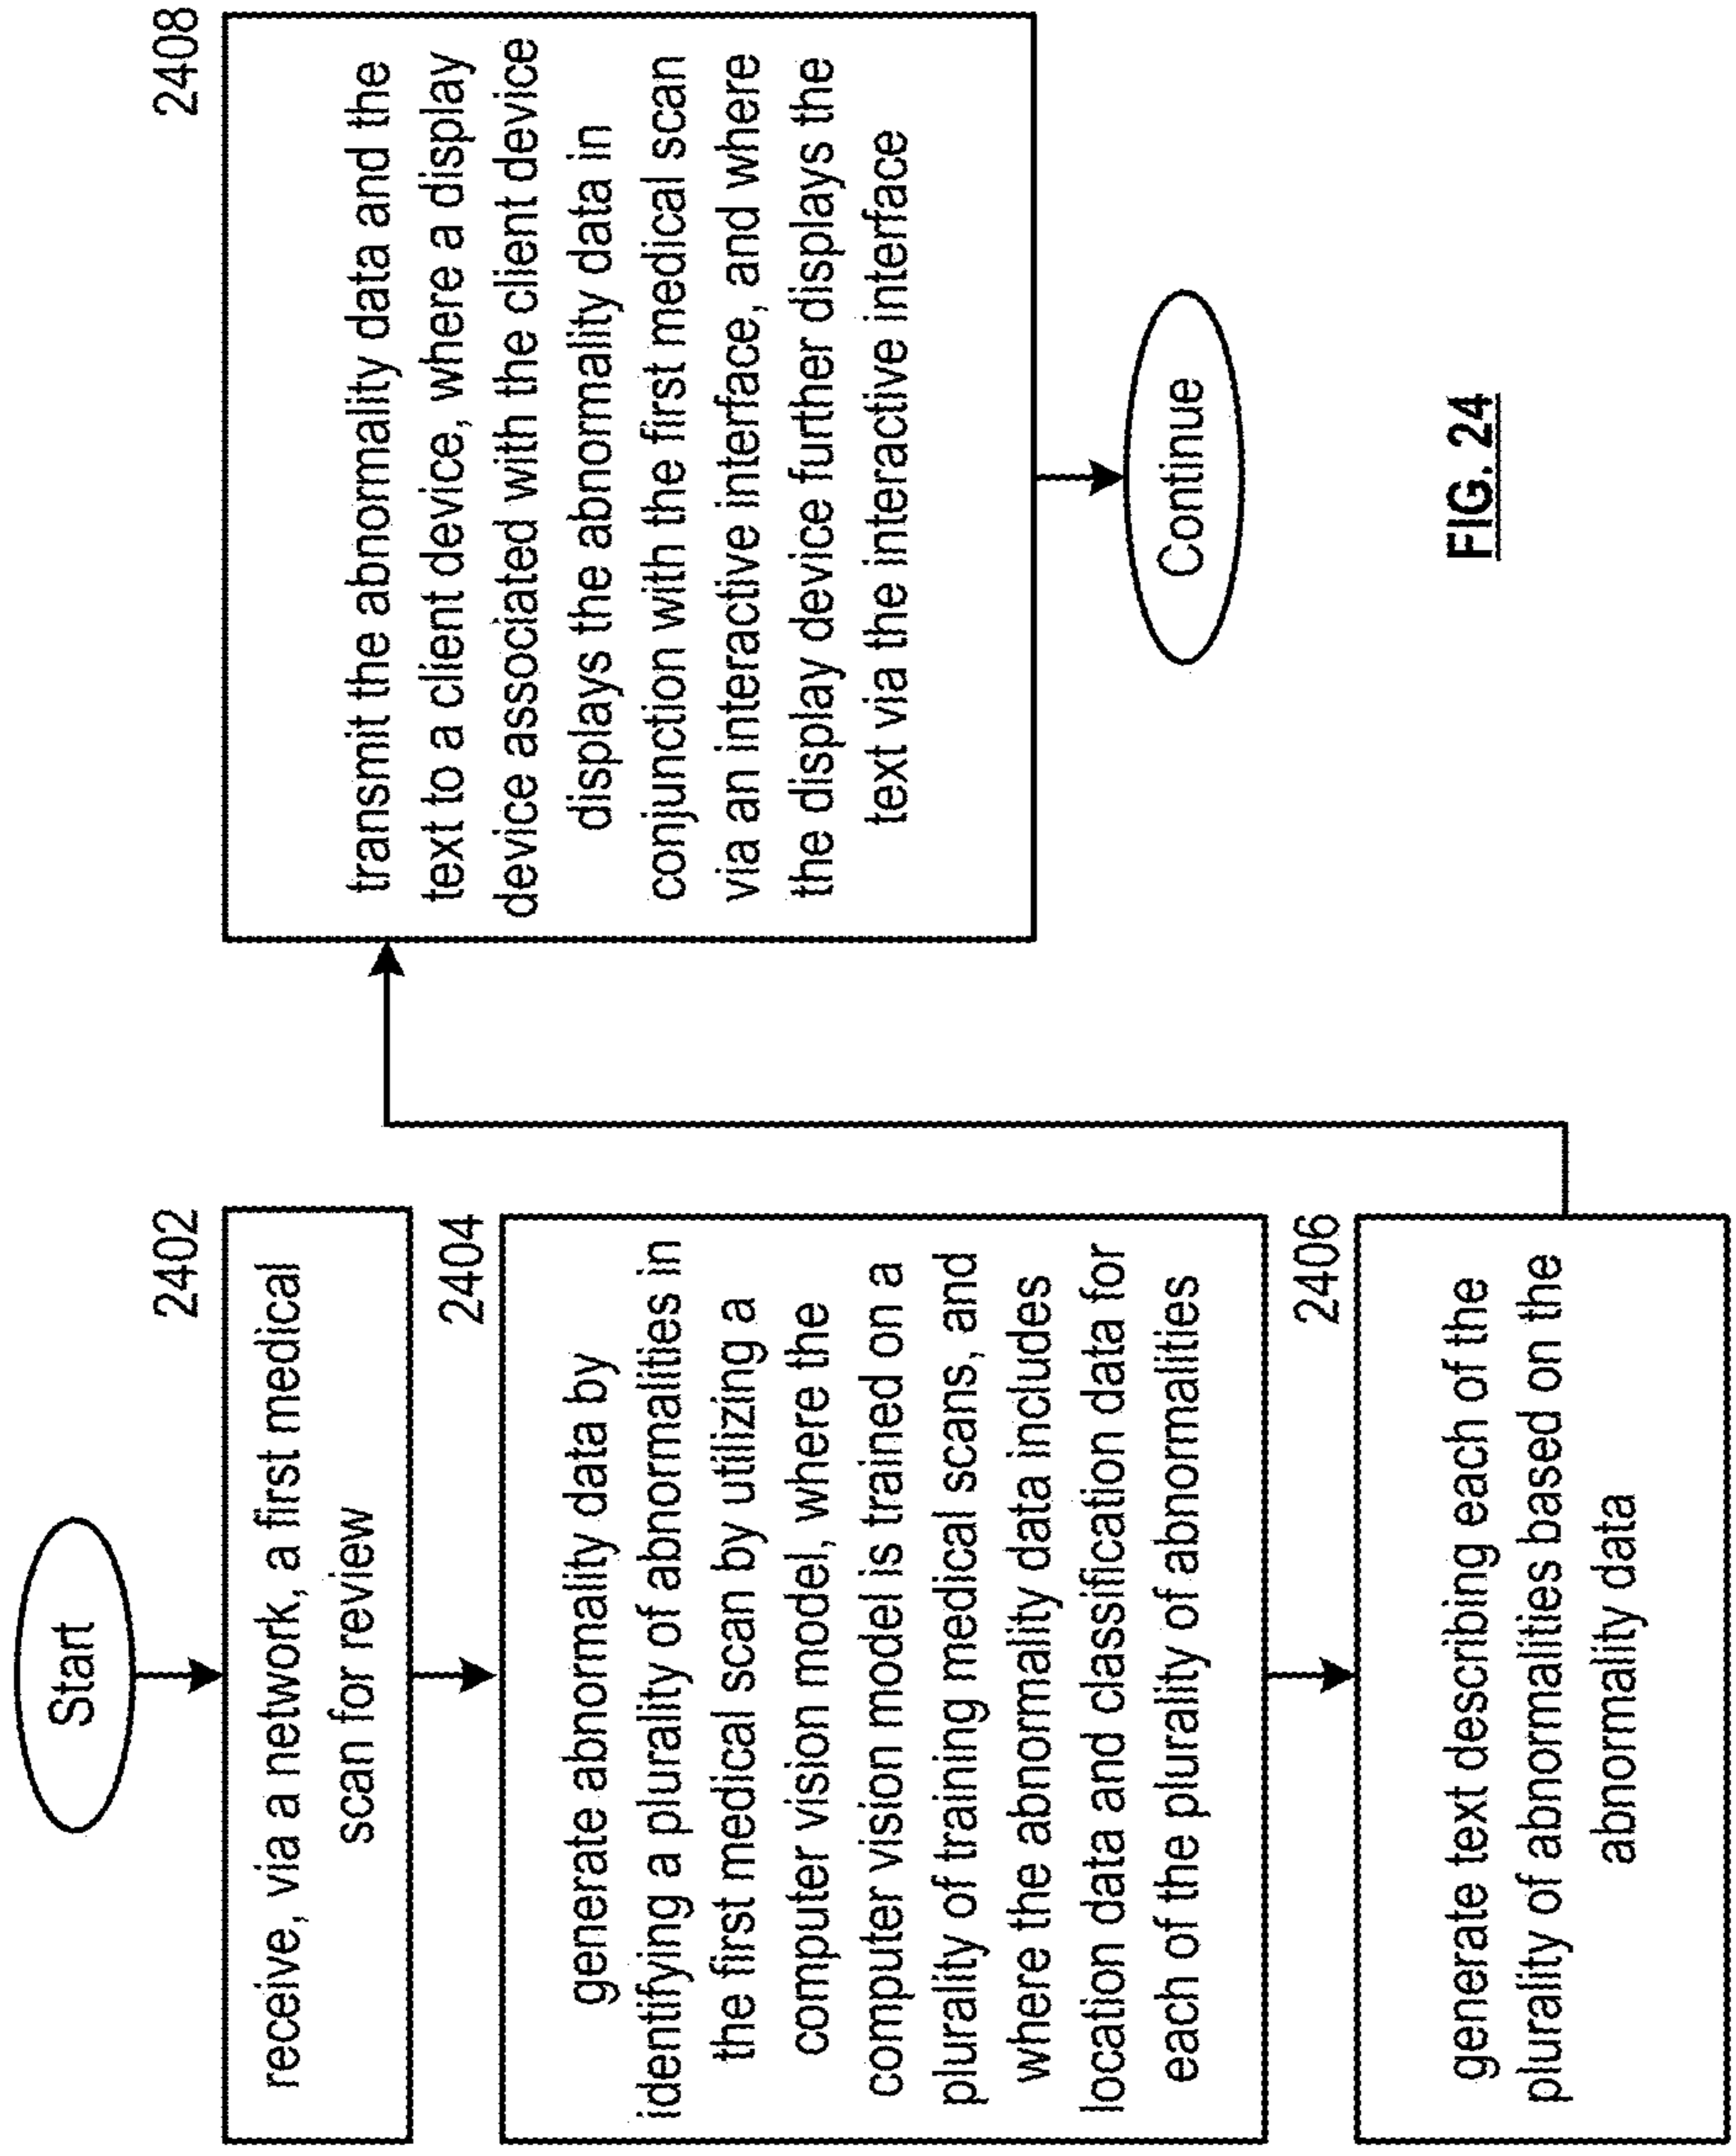 Start
2402
receive, via a network, a first medical
scan for review
2404
generate abnormality data by
identifying a plurality of abnormalities in
the first medical scan by utilizing a
computer vision model, where the
computer vision model is trained on a
plurality of training medical scans, and
where the abnormality data includes
location data and classification data for
each of the plurality of abnormalities
2406
generate text describing each of the
plurality of abnormalities based on the
abnormality data
2408
transmit the abnormality data and the
text to a client device, where a display
device associated with the client device
displays the abnormality data in
conjunction with the first medical scan
via an interactive interface, and where
the display device further displays the
text via the interactive interface
Continue
FIG. 24